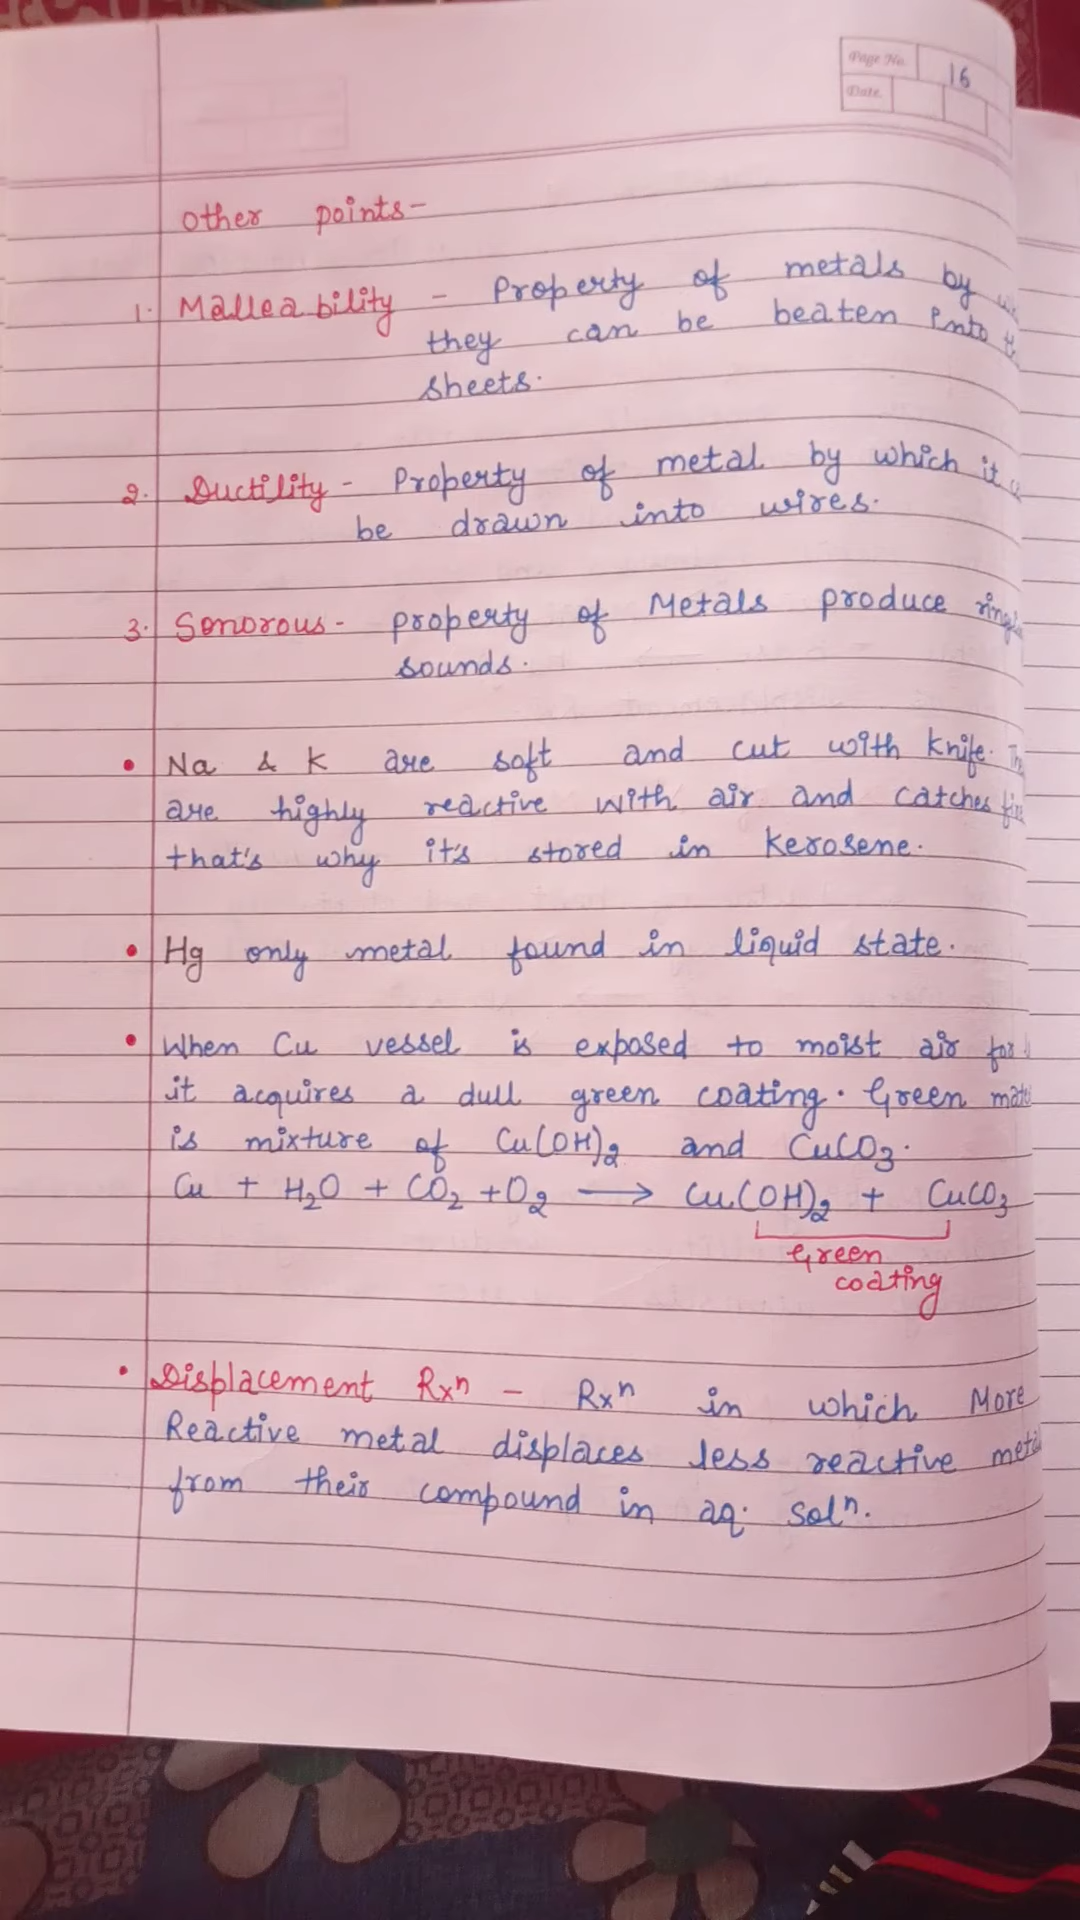 Page No. 16
Date
Other points-
1. Malleability - Property of metals by
they can be beaten into
sheets.
2. Ductility - Property of metal by which it
be drawn into wires.
3. Sonorous - property of Metals produce
sounds.
• Na & K are soft and cut with knife.
are highly reactive with air and catches
that's why it's stored in kerosene.
• Hg only metal found in liquid state.
• When Cu vessel is exposed to moist air for
it acquires a dull green coating. Green
is mixture of Cu(OH)₂ and CuCO₃.
Cu + H₂O + CO₂ + O₂ ⟶ Cu(OH)₂ + CuCO₃
Green
coating
• Displacement Rxⁿ - Rxⁿ in which More
Reactive metal displaces less reactive
from their compound in aq. solⁿ.